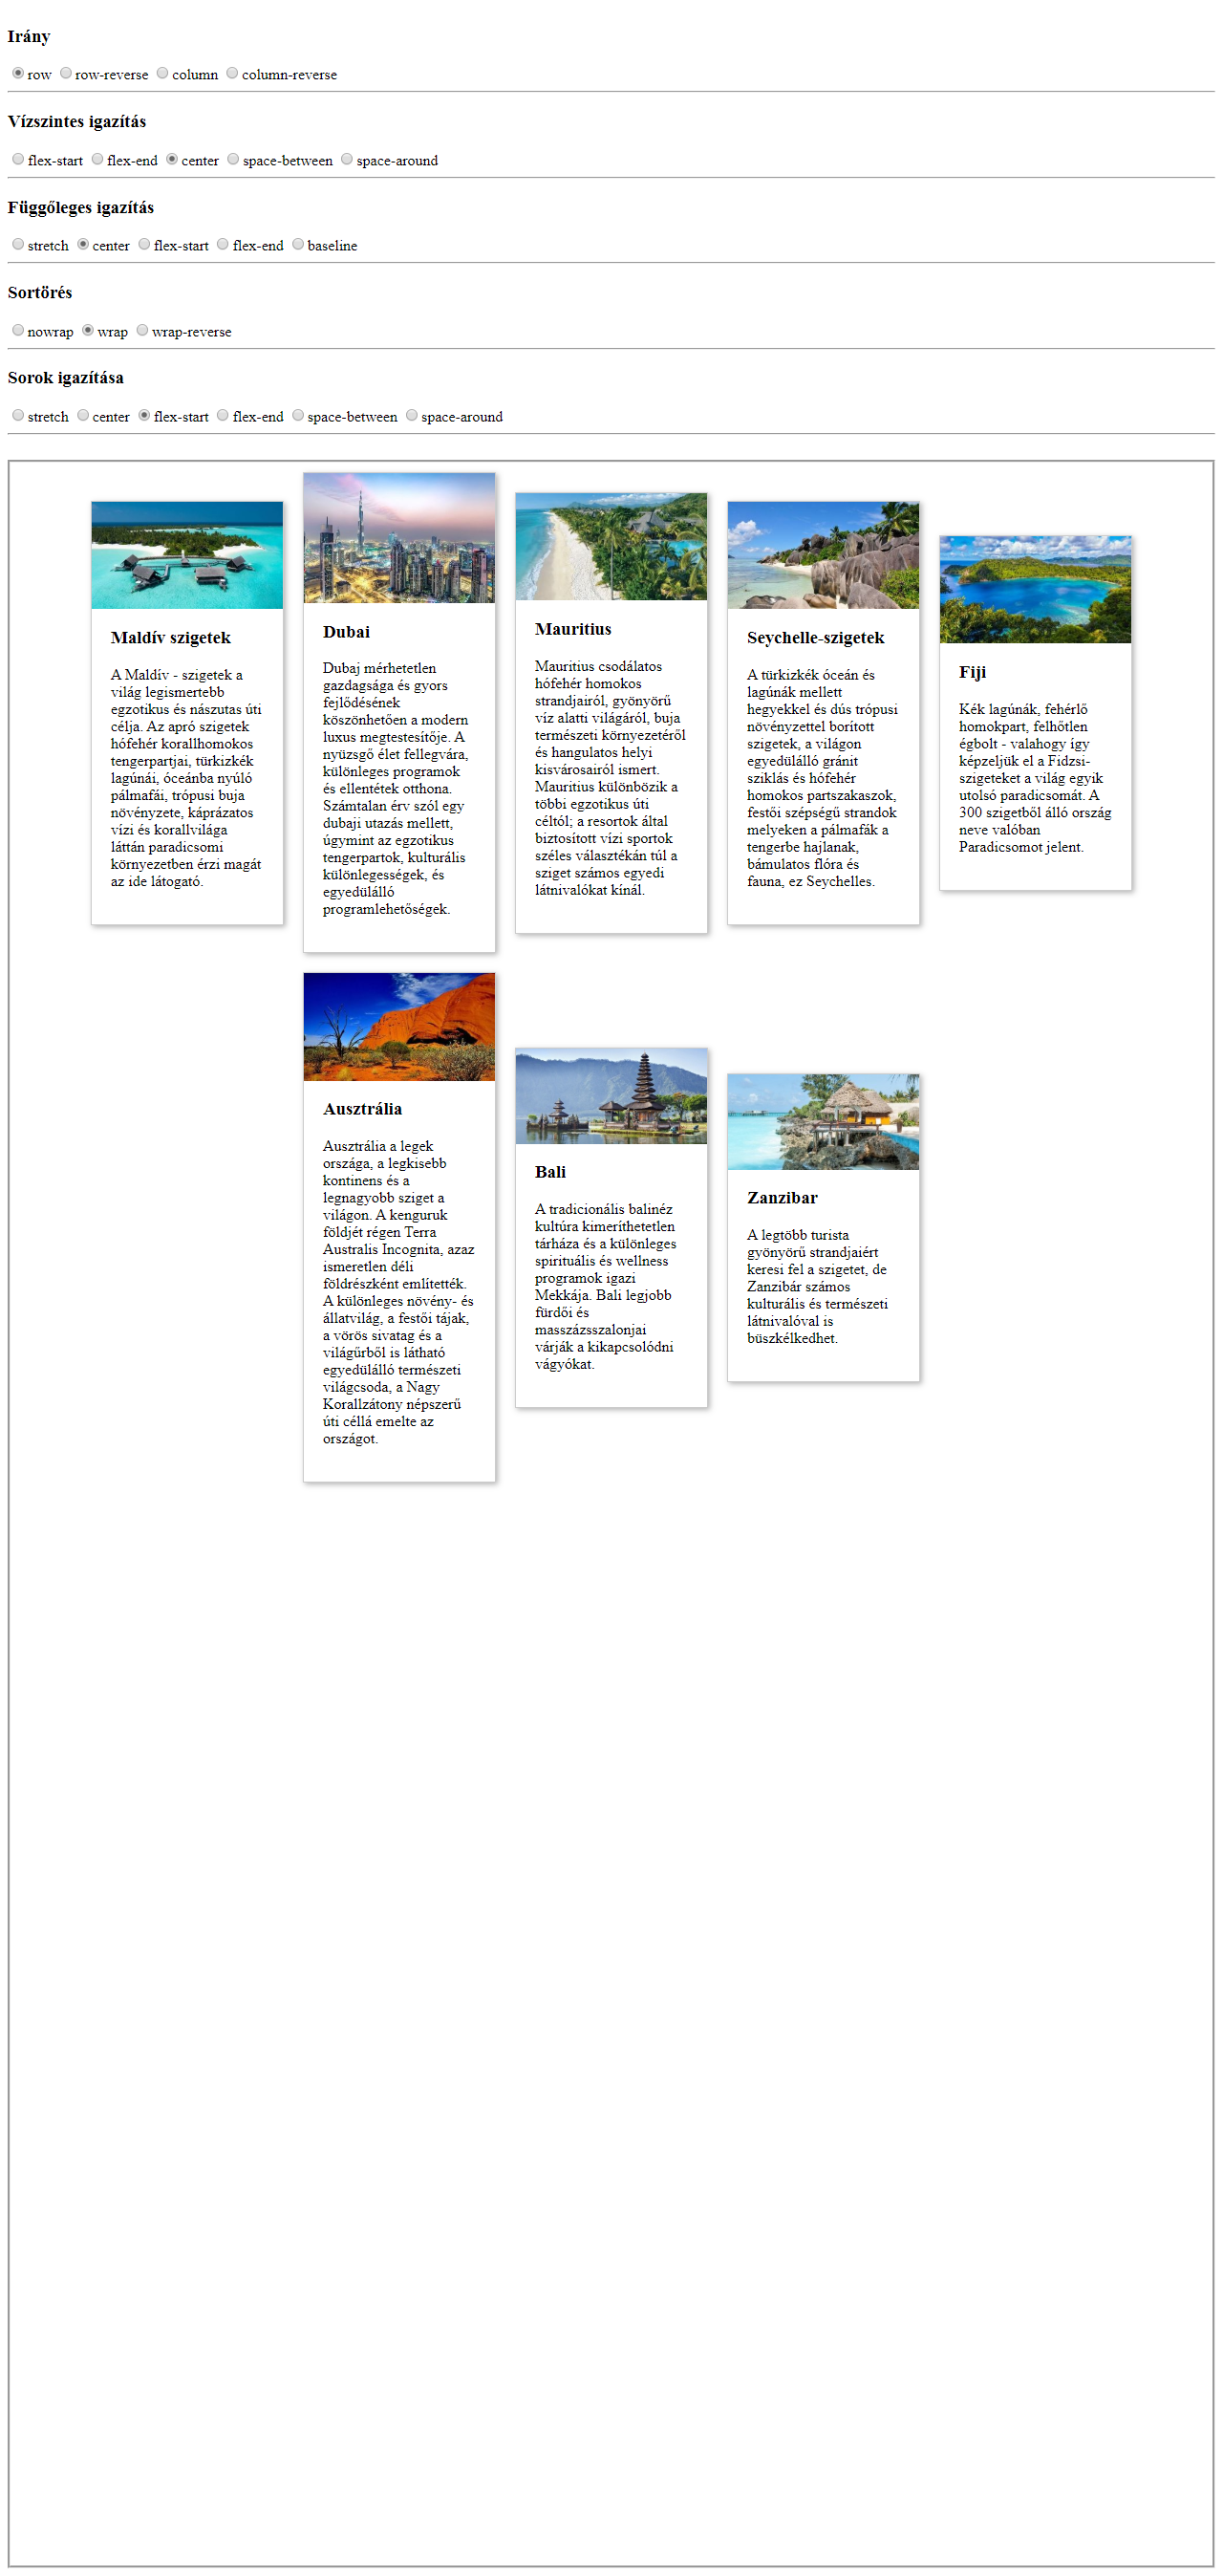 Irány
row row-reverse column column-reverse
Vízszintes igazítás
flex-start flex-end center space-between space-around
Függőleges igazítás
stretch center flex-start flex-end baseline
Sortörés
nowrap wrap wrap-reverse
Sorok igazítása
stretch center flex-start flex-end space-between space-around
Maldív szigetek
A Maldív - szigetek a
világ legismertebb
egzotikus és nászutas úti
célja. Az apró szigetek
hófehér korallhomokos
tengerpartjai, türkizkék
lagúnái, óceánba nyúló
pálmafái, trópusi buja
növényzete, káprázatos
vízi és korallvilága
láttán paradicsomi
környezetben érzi magát
az ide látogató.
Dubai
Dubaj mérhetetlen
gazdagsága és gyors
fejlődésének
köszönhetően a modern
luxus megtestesítője. A
nyüzsgő élet fellegvára,
különleges programok
és ellentétek otthona.
Számtalan érv szól egy
dubaji utazás mellett,
úgymint az egzotikus
tengerpartok, kulturális
különlegességek, és
egyedülálló
programlehetőségek.
Mauritius
Mauritius csodálatos
hófehér homokos
strandjairól, gyönyörű
víz alatti világáról, buja
természeti környezetéről
és hangulatos helyi
kisvárosairól ismert.
Mauritius különbözik a
többi egzotikus úti
céltól; a resortok által
biztosított vízi sportok
széles választékán túl a
sziget számos egyedi
látnivalókat kínál.
Seychelle-szigetek
A türkizkék óceán és
lagúnák mellett
hegyekkel és dús trópusi
növényzettel borított
szigetek, a világon
egyedülálló gránit
sziklás és hófehér
homokos partszakaszok,
festői szépségű strandok
melyeken a pálmafák a
tengerbe hajlanak,
bámulatos flóra és
fauna, ez Seychelles.
Fiji
Kék lagúnák, fehérlő
homokpart, felhőtlen
égbolt - valahogy így
képzeljük el a Fidzsi-
szigeteket a világ egyik
utolsó paradicsomát. A
300 szigetből álló ország
neve valóban
Paradicsomot jelent.
Ausztrália
Ausztrália a legek
országa, a legkisebb
kontinens és a
legnagyobb sziget a
világon. A kenguruk
földjét régen Terra
Australis Incognita, azaz
ismeretlen déli
földrészként említették.
A különleges növény- és
állatvilág, a festői tájak,
a vörös sivatag és a
világűrből is látható
egyedülálló természeti
világcsoda, a Nagy
Korallzátony népszerű
úti céllá emelte az
országot.
Bali
A tradicionális balinéz
kultúra kimeríthetetlen
tárháza és a különleges
spirituális és wellness
programok igazi
Mekkája. Bali legjobb
fürdői és
masszázsszalonjai
várják a kikapcsolódni
vágyókat.
Zanzibar
A legtöbb turista
gyönyörű strandjaiért
keresi fel a szigetet, de
Zanzibár számos
kulturális és természeti
látnivalóval is
büszkélkedhet.